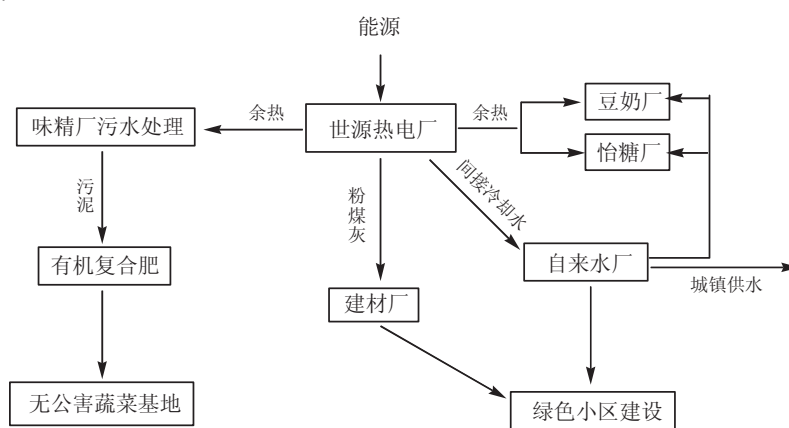 能源
味精厂污水处理
余热
世源热电厂
余热
豆奶厂
怡糖厂
污泥
粉煤灰
间接冷却水
有机复合肥
自来水厂
城镇供水
建材厂
无公害蔬菜基地
绿色小区建设